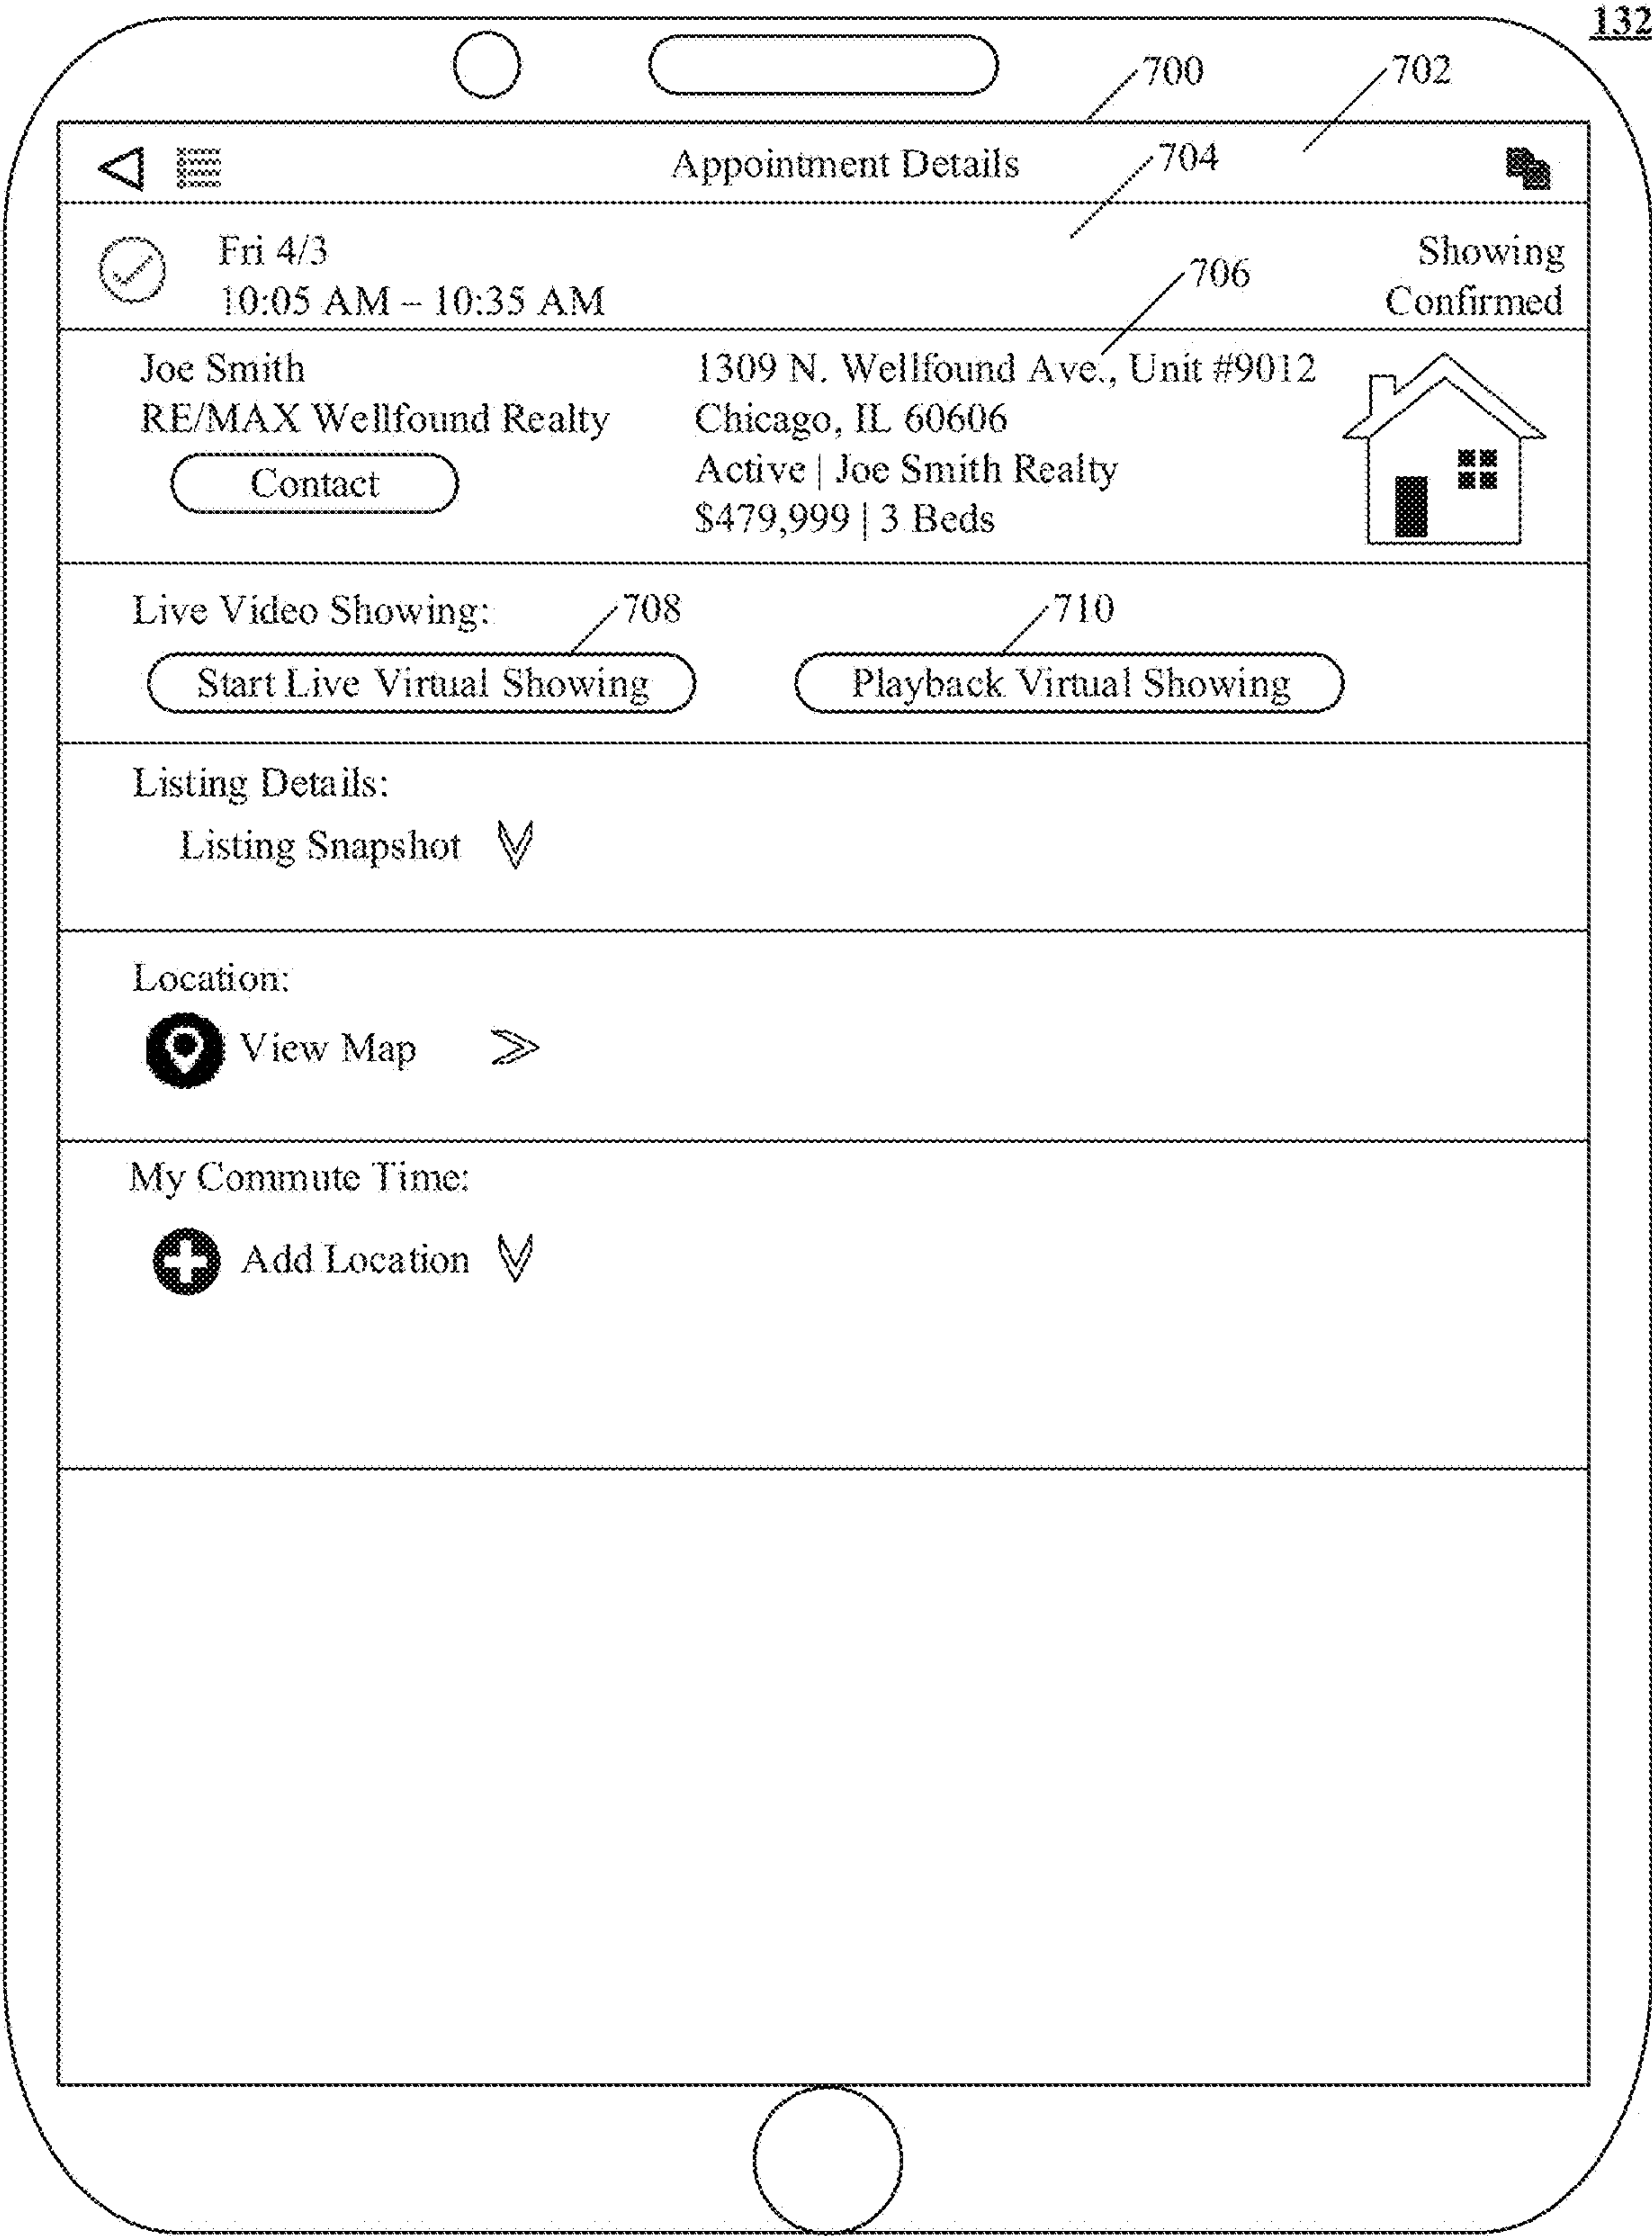 132
700
702
Appointment Details
704
Fri 4/3
10:05 AM – 10:35 AM
Showing
Confirmed
706
Joe Smith
RE/MAX Wellfound Realty
Contact
1309 N. Wellfound Ave., Unit #9012
Chicago, IL 60606
Active | Joe Smith Realty
$479,999 | 3 Beds
Live Video Showing:
708
710
Start Live Virtual Showing
Playback Virtual Showing
Listing Details:
Listing Snapshot
Location:
View Map
My Commute Time:
Add Location